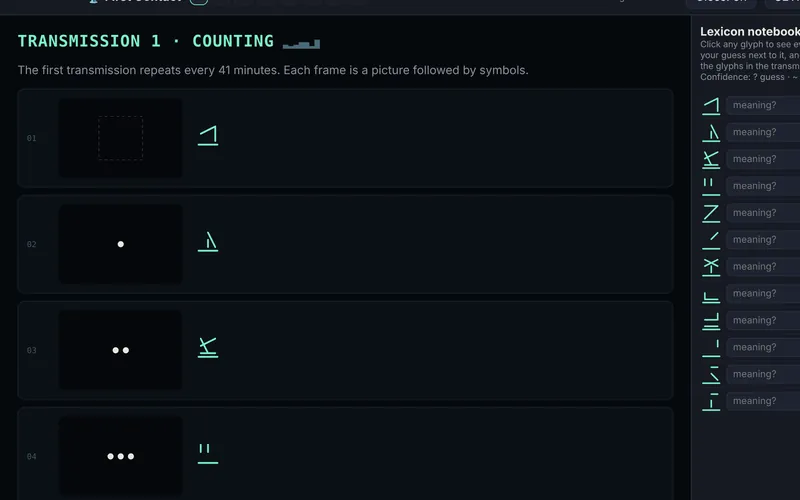 TRANSMISSION 1 · COUNTING
The first transmission repeats every 41 minutes. Each frame is a picture followed by symbols.
01
02
03
04
Lexicon notebook
Click any glyph to see
your guess next to it, an
the glyphs in the transm
Confidence: ? guess · ~
meaning?
meaning?
meaning?
meaning?
meaning?
meaning?
meaning?
meaning?
meaning?
meaning?
meaning?
meaning?